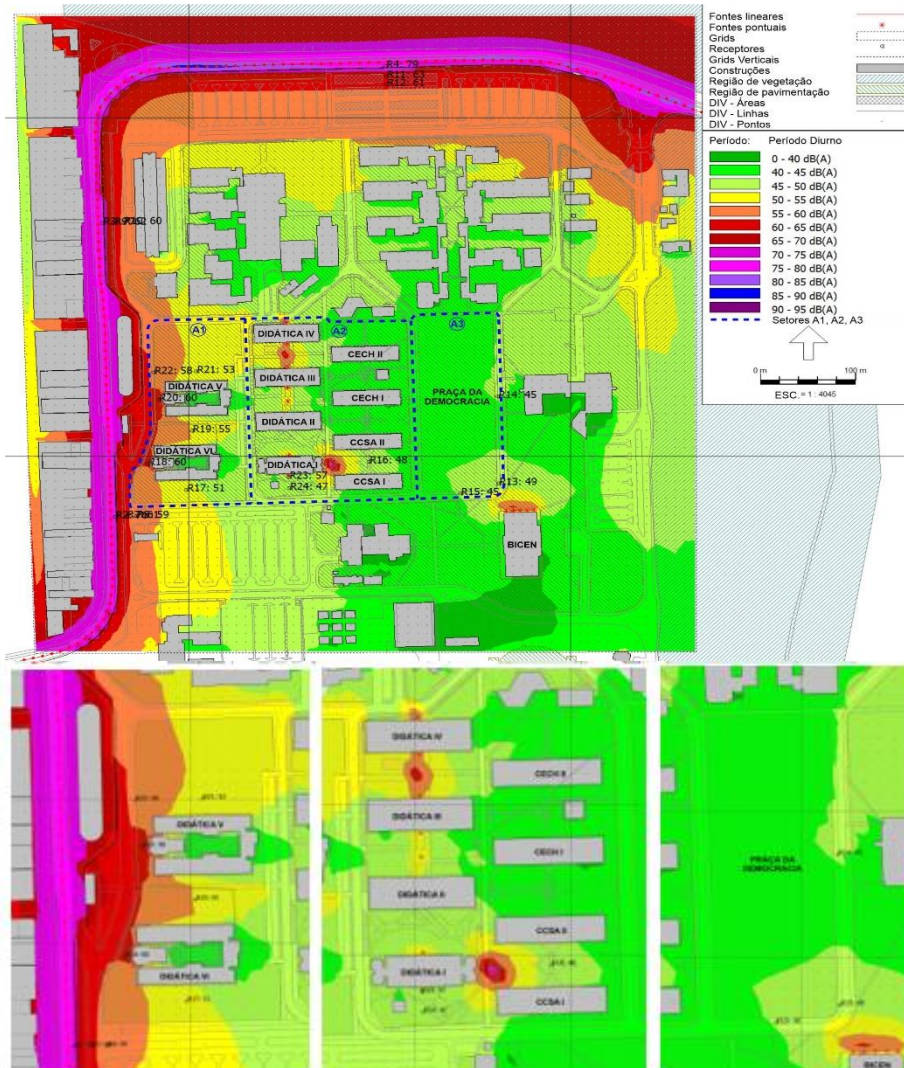 Fontes lineares
Fontes pontuais
Grids
Receptores
Grids Verticais
Construções
Região de vegetação
Região de pavimentação
DIV - Áreas
DIV - Linhas
DIV - Pontos
Período: Período Diurno
0 - 40 dB(A)
40 - 45 dB(A)
45 - 50 dB(A)
50 - 55 dB(A)
55 - 60 dB(A)
60 - 65 dB(A)
65 - 70 dB(A)
70 - 75 dB(A)
75 - 80 dB(A)
80 - 85 dB(A)
85 - 90 dB(A)
90 - 95 dB(A)
Setores A1, A2, A3
0 m
100 m
ESC. = 1 : 4045
R4: 79
A1
A2
A3
DIDÁTICA IV
CECH II
R22: 58
R21: 53
DIDÁTICA III
DIDÁTICA V
R20: 60
CECH I
PRAÇA DA
DEMOCRACIA
R14: 45
R19: 55
DIDÁTICA II
CCSA II
DIDÁTICA VI
R18: 60
DIDÁTICA I
R16: 48
R23: 57
R24: 47
CCSA I
R17: 51
R13: 49
R15: 45
BICEN
DIDÁTICA V
DIDÁTICA VI
DIDÁTICA IV
CECH II
DIDÁTICA III
CECH I
DIDÁTICA II
CCSA II
DIDÁTICA I
CCSA I
PRAÇA DA
DEMOCRACIA
BICEN